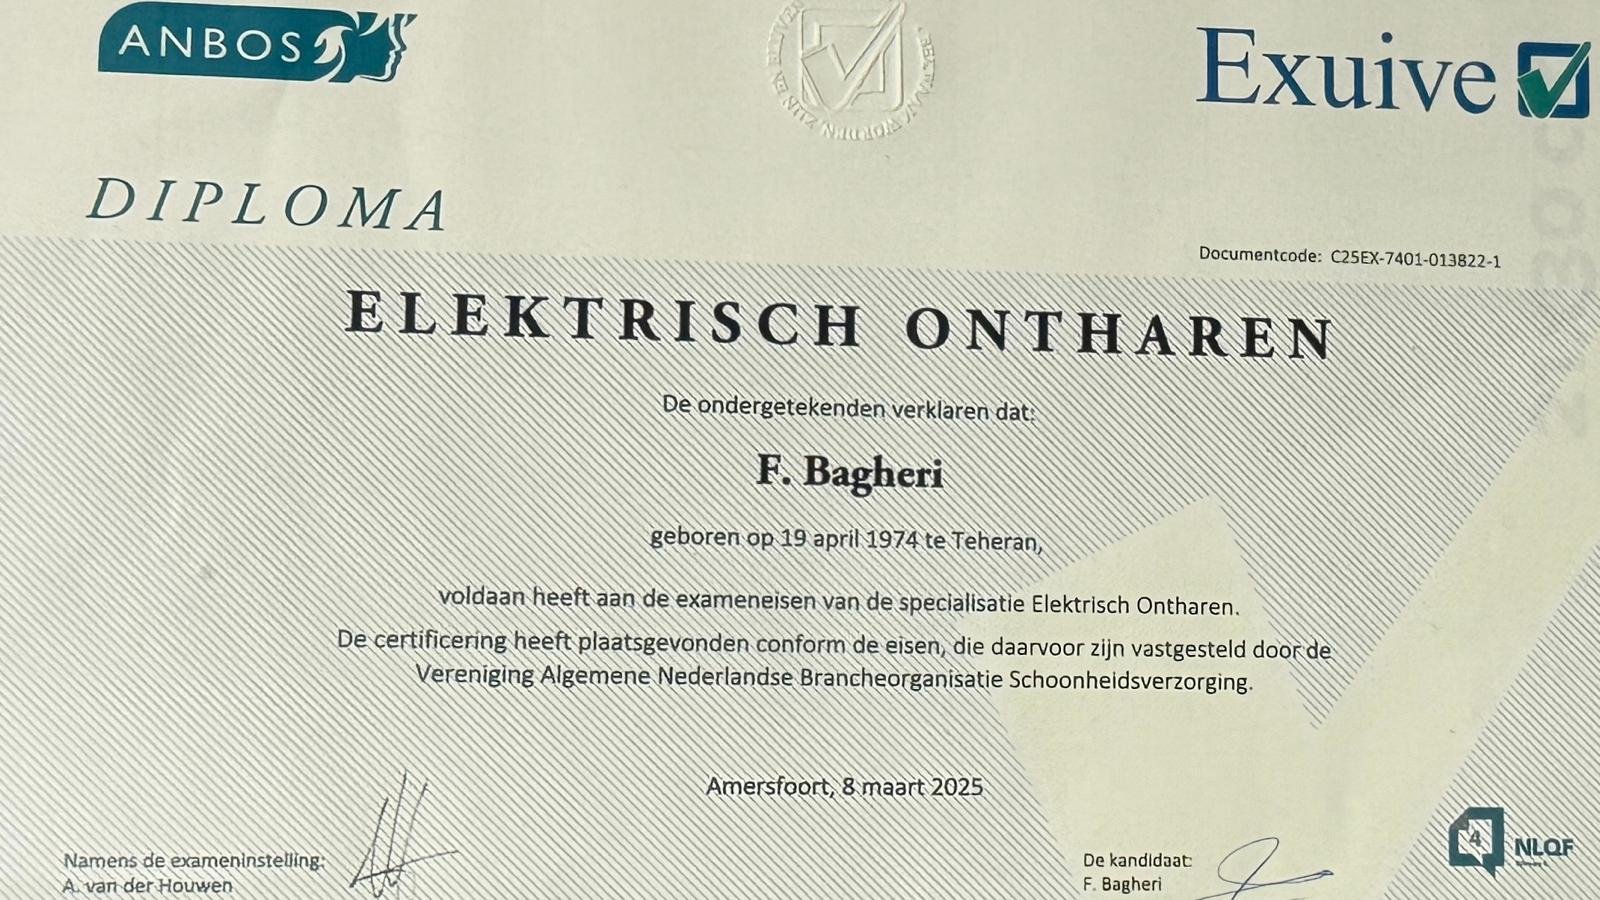 ANBOS
Exuive
DIPLOMA
Documentcode: C25EX-7401-013822-1
ELEKTRISCH ONTHAREN
De ondergetekenden verklaren dat:
F. Bagheri
geboren op 19 april 1974 te Teheran,
voldaan heeft aan de exameneisen van de specialisatie Elektrisch Ontharen.
De certificering heeft plaatsgevonden conform de eisen, die daarvoor zijn vastgesteld door de
Vereniging Algemene Nederlandse Brancheorganisatie Schoonheidsverzorging.
Amersfoort, 8 maart 2025
Namens de exameninstelling:
A. van der Houwen
De kandidaat:
F. Bagheri
4 NLQF